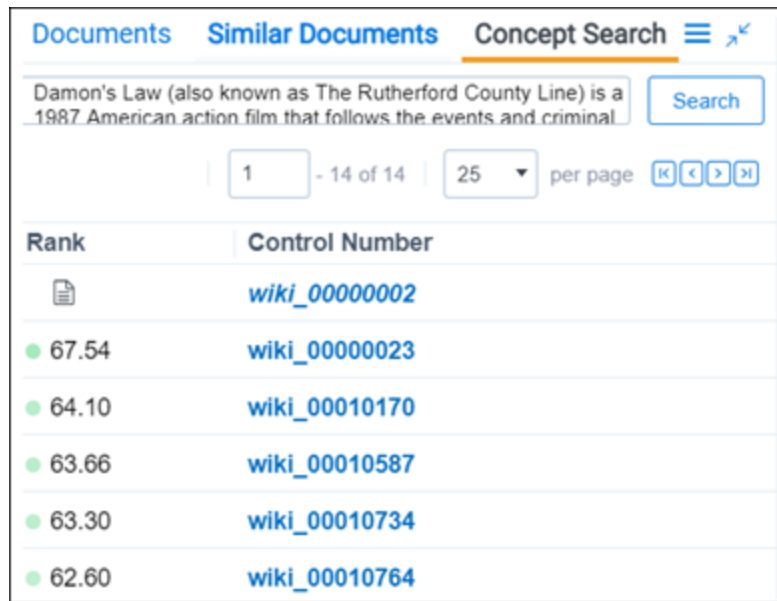 Documents Similar Documents Concept Search
Damon's Law (also known as The Rutherford County Line) is a
1987 American action film that follows the events and criminal
Search
1 - 14 of 14 25 per page
Rank Control Number
wiki_00000002
67.54 wiki_00000023
64.10 wiki_00010170
63.66 wiki_00010587
63.30 wiki_00010734
62.60 wiki_00010764